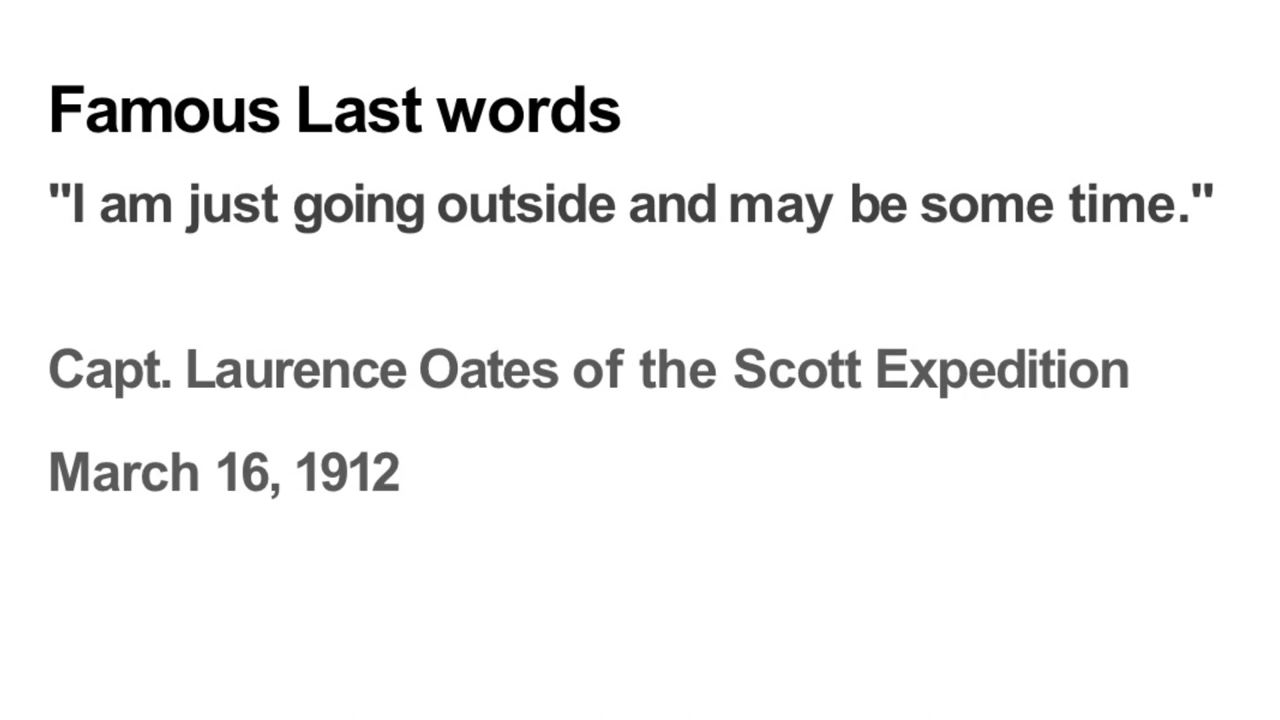 Famous Last words
"I am just going outside and may be some time."
Capt. Laurence Oates of the Scott Expedition
March 16, 1912